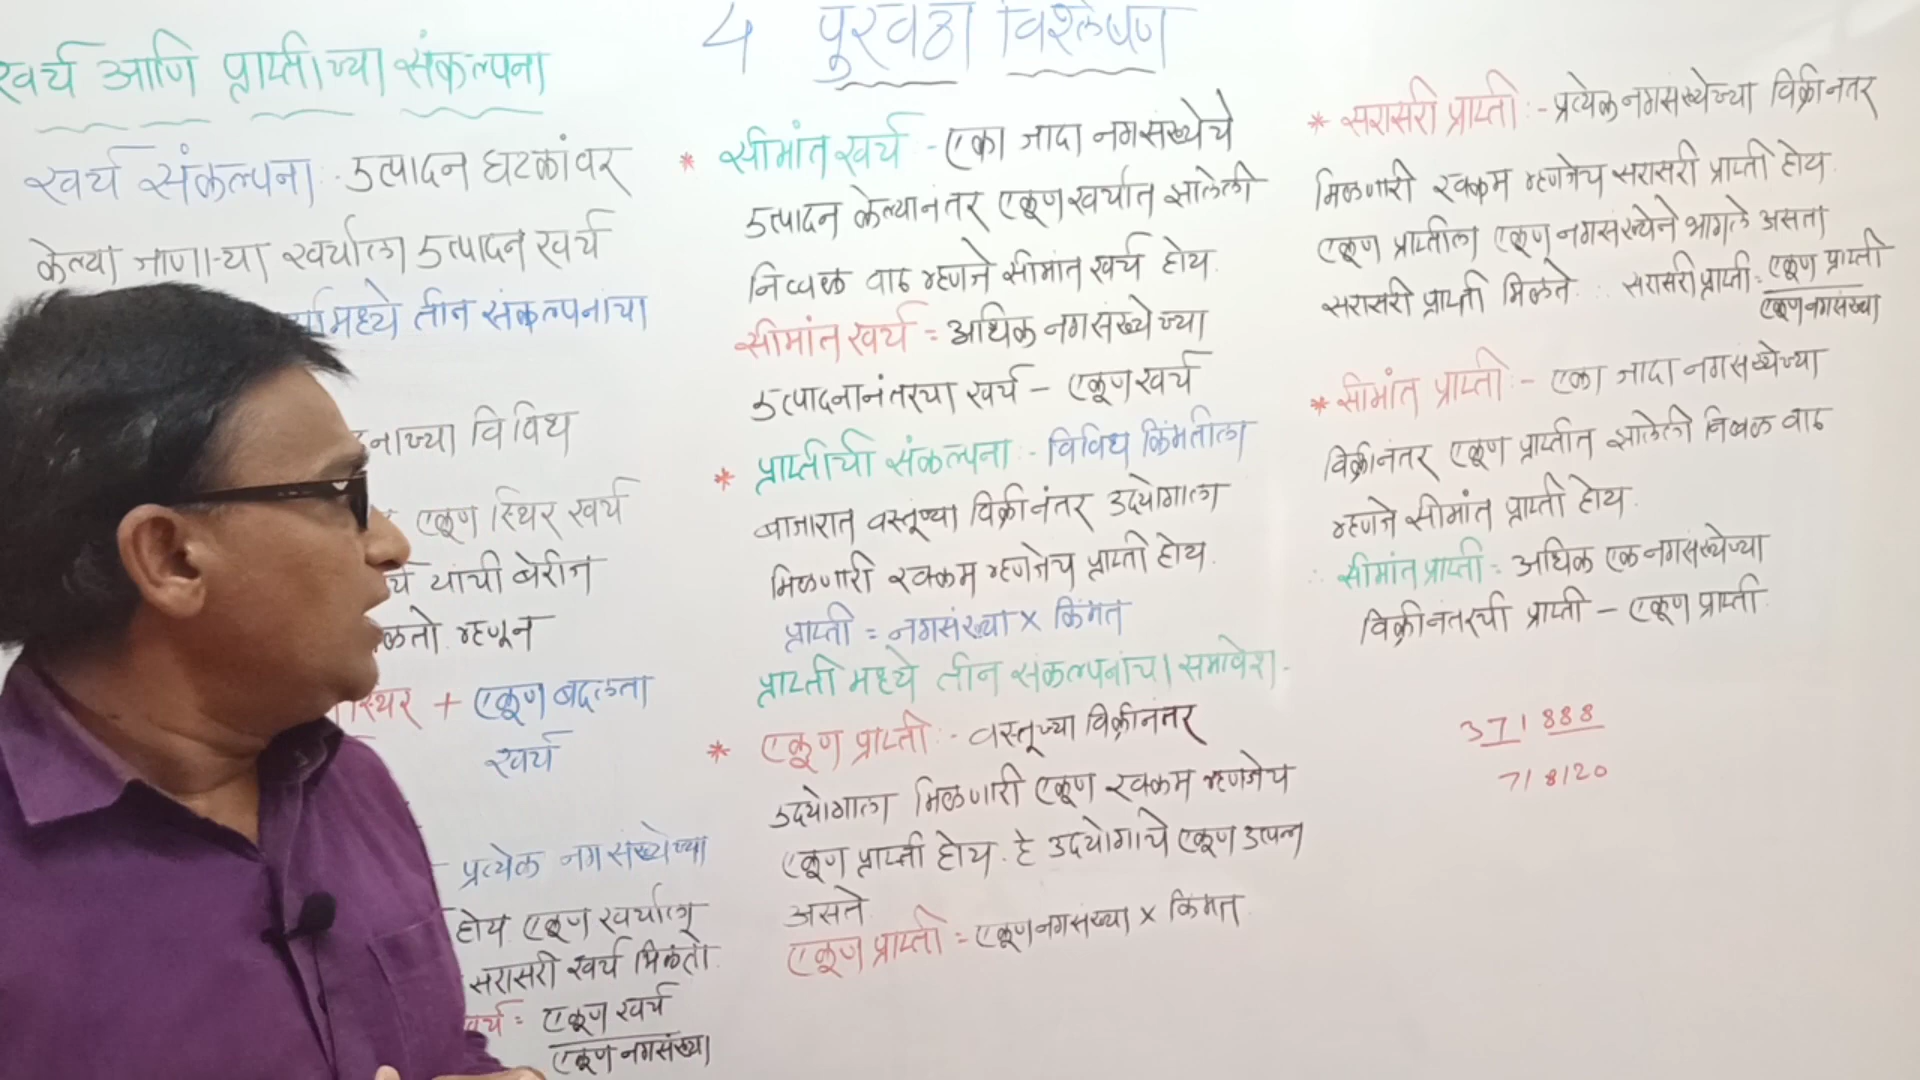 4 पुरवठा विश्लेषण
खर्च आणि प्राप्तीच्या संकल्पना
खर्च संकल्पना :- उत्पादन घटकांवर
केल्या जाणाऱ्या खर्चाला उत्पादन खर्च
मध्ये तीन संकल्पनांचा
विविध
एकूण स्थिर खर्च
यांची बेरीज
म्हणून
स्थिर + एकूण बदलता
खर्च
प्रत्येक नगसंख्येच्या
होय एकूण खर्चाला
सरासरी खर्च मिळतो.
खर्च = एकूण खर्च
एकूण नगसंख्या
* सीमांत खर्च - एका जादा नगसंख्येचे
उत्पादन केल्यानंतर एकूण खर्चात झालेली
निव्वळ वाढ म्हणजे सीमांत खर्च होय.
सीमांत खर्च = अधिक नगसंख्येच्या
उत्पादनानंतरचा खर्च – एकूण खर्च
* प्राप्तीची संकल्पना :- विविध किंमतीला
बाजारात वस्तूच्या विक्रीनंतर उदयोगाला
मिळणारी रक्कम म्हणजेच प्राप्ती होय.
प्राप्ती = नगसंख्या x किंमत
प्राप्ती मध्ये तीन संकल्पनांचा समावेश -
* एकूण प्राप्ती :- वस्तूच्या विक्रीनंतर
उदयोगाला मिळणारी एकूण रक्कम म्हणजेच
एकूण प्राप्ती होय. हे उदयोगाचे एकूण उत्पन्न
असते.
एकूण प्राप्ती = एकूण नगसंख्या x किंमत
* सरासरी प्राप्ती :- प्रत्येक नगसंख्येच्या विक्रीनंतर
मिळणारी रक्कम म्हणजेच सरासरी प्राप्ती होय.
एकूण प्राप्तीला एकूण नगसंख्येने भागले असता
सरासरी प्राप्ती मिळते. ∴ सरासरी प्राप्ती = एकूण प्राप्ती
एकूण नगसंख्या
* सीमांत प्राप्ती :- एका जादा नगसंख्येच्या
विक्रीनंतर एकूण प्राप्तीत झालेली निव्वळ वाढ
म्हणजे सीमांत प्राप्ती होय.
∴ सीमांत प्राप्ती = अधिक एक नगसंख्येच्या
विक्रीनंतरची प्राप्ती – एकूण प्राप्ती
371888
718120